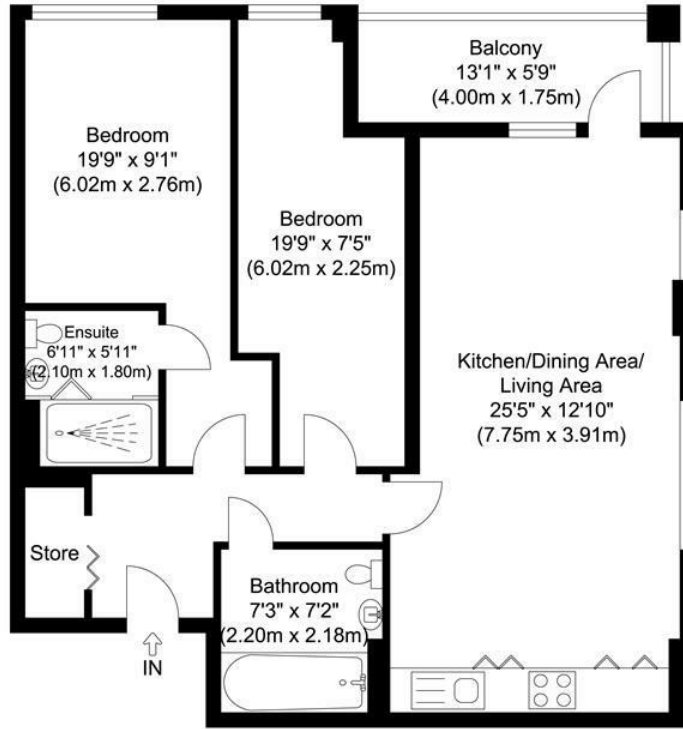 Balcony
13'1" x 5'9"
(4.00m x 1.75m)
Bedroom
19'9" x 9'1"
(6.02m x 2.76m)
Bedroom
19'9" x 7'5"
(6.02m x 2.25m)
Ensuite
6'11" x 5'11"
(2.10m x 1.80m)
Kitchen/Dining Area/
Living Area
25'5" x 12'10"
(7.75m x 3.91m)
Store
Bathroom
7'3" x 7'2"
(2.20m x 2.18m)
IN